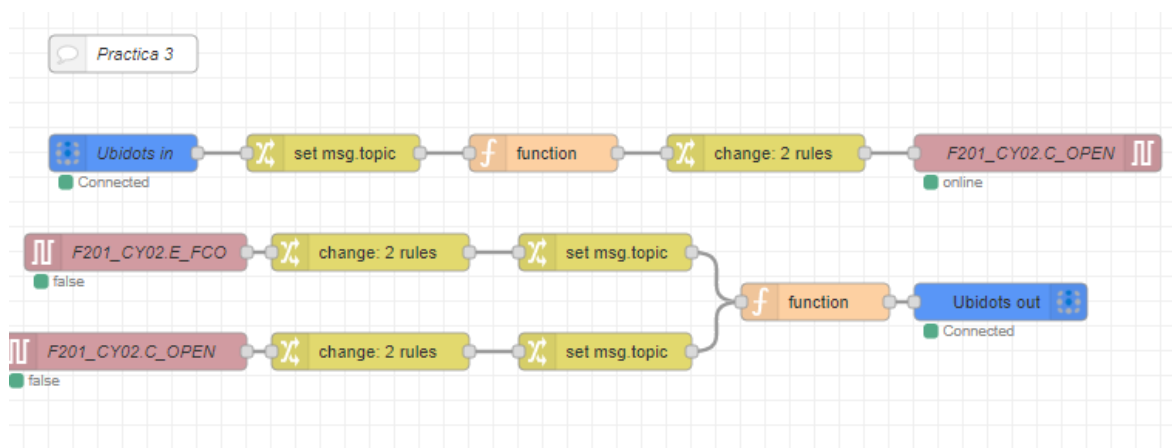 Practica 3
Ubidots in
set msg.topic
function
change: 2 rules
F201_CY02.C_OPEN
Connected
online
F201_CY02.E_FCO
change: 2 rules
set msg.topic
false
function
Ubidots out
Connected
F201_CY02.C_OPEN
change: 2 rules
set msg.topic
false